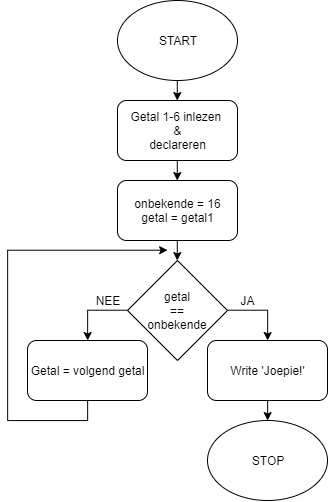 START
Getal 1-6 inlezen
&
declareren
onbekende = 16
getal = getal1
NEE
getal
==
onbekende
JA
Getal = volgend getal
Write 'Joepie!'
STOP